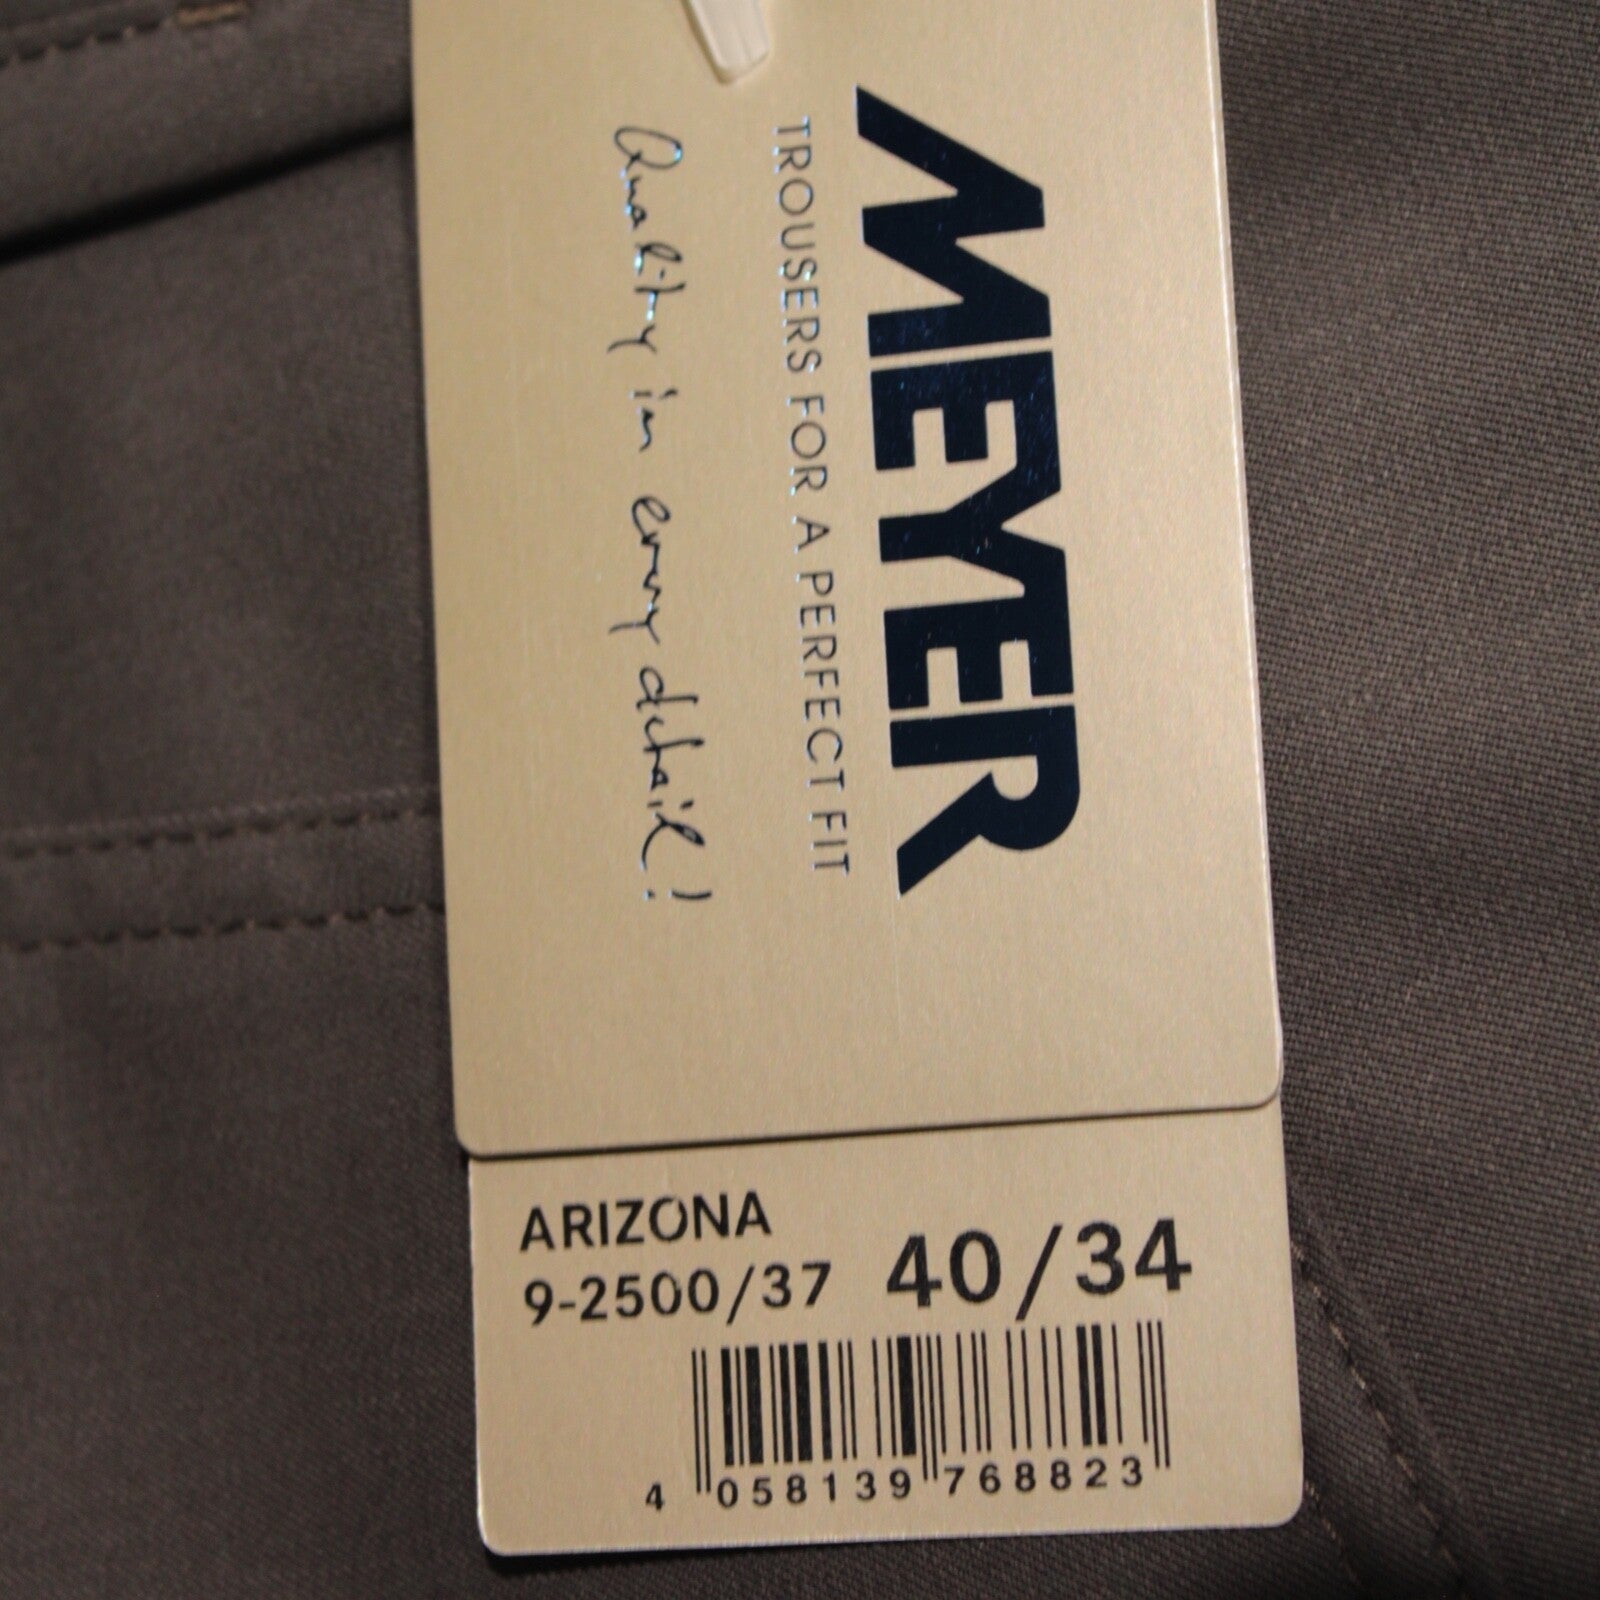 MEYER
TROUSERS FOR A PERFECT FIT
Quality in every detail!
ARIZONA
9-2500/37 40/34
4 058139 768823